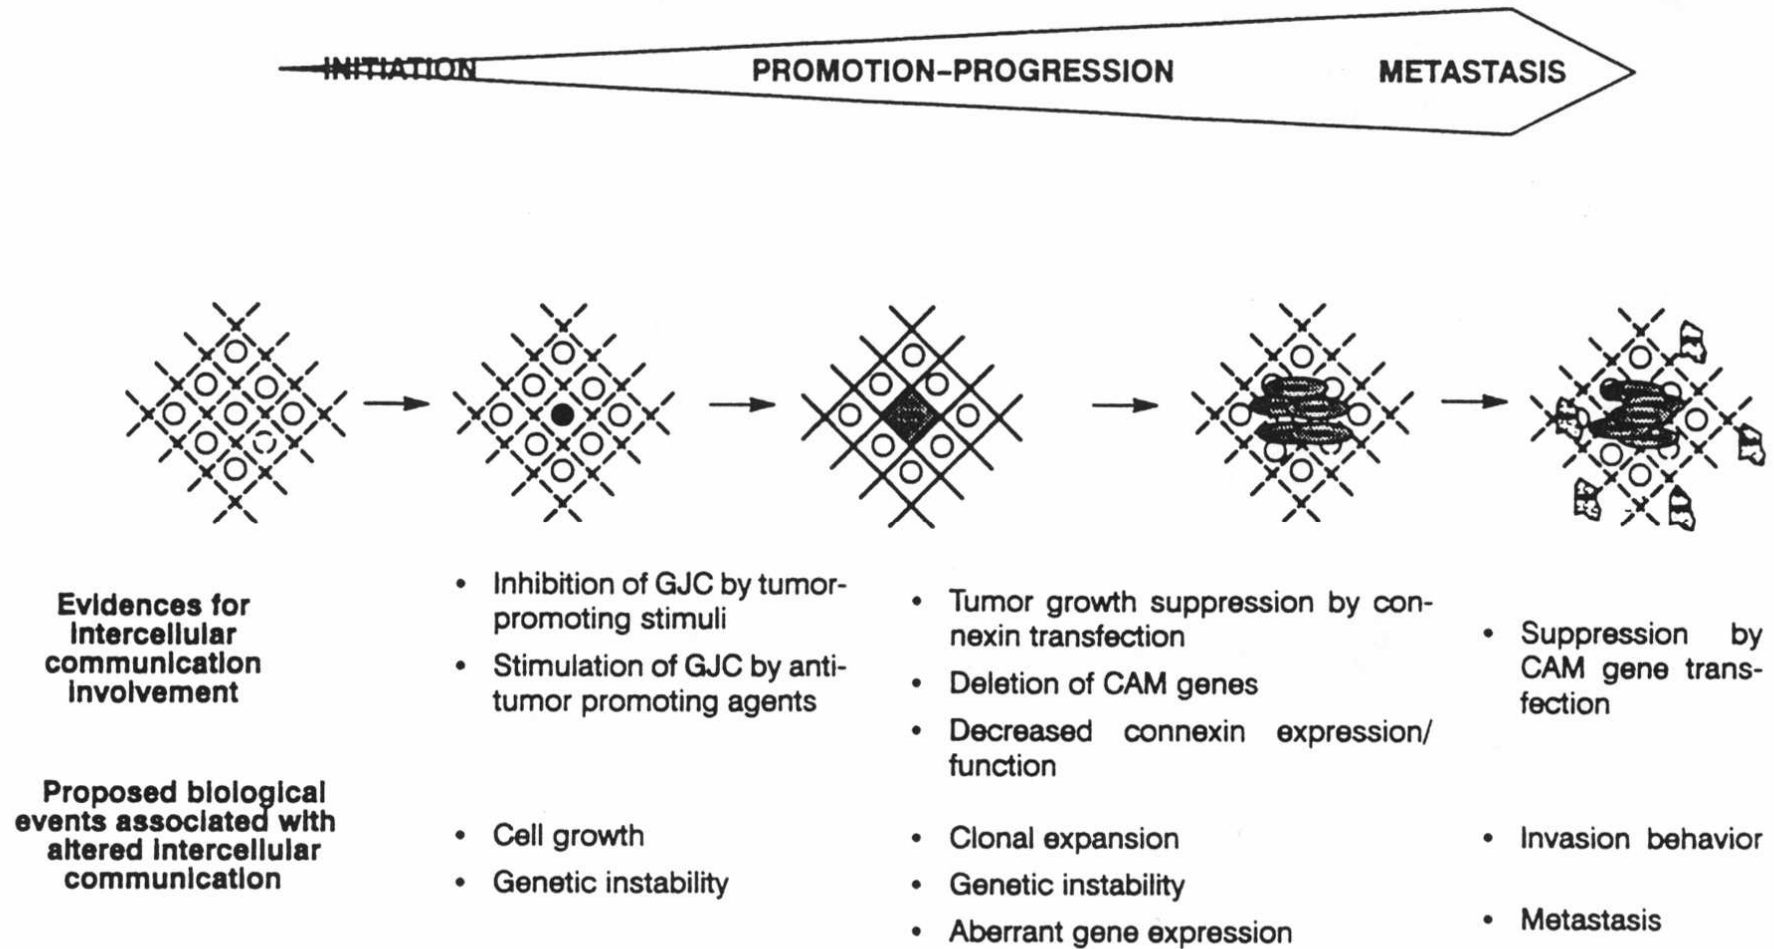 INITIATION
PROMOTION-PROGRESSION
METASTASIS
Evidences for
Intercellular
communication
involvement
• Inhibition of GJC by tumor-
promoting stimuli
• Stimulation of GJC by anti-
tumor promoting agents
• Tumor growth suppression by con-
nexin transfection
• Deletion of CAM genes
• Decreased connexin expression/
function
• Suppression by
CAM gene trans-
fection
Proposed biological
events associated with
altered Intercellular
communication
• Cell growth
• Genetic instability
• Clonal expansion
• Genetic instability
• Aberrant gene expression
• Invasion behavior
• Metastasis